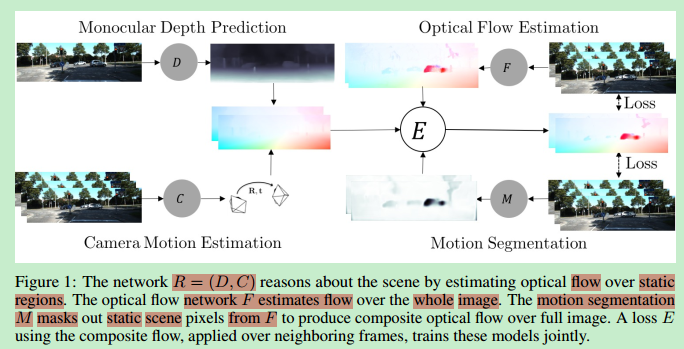 Monocular Depth Prediction
Optical Flow Estimation
D
F
Loss
E
R, t
C
M
Loss
Camera Motion Estimation
Motion Segmentation
Figure 1: The network R = (D, C) reasons about the scene by estimating optical flow over static
regions. The optical flow network F estimates flow over the whole image. The motion segmentation
M masks out static scene pixels from F to produce composite optical flow over full image. A loss E
using the composite flow, applied over neighboring frames, trains these models jointly.